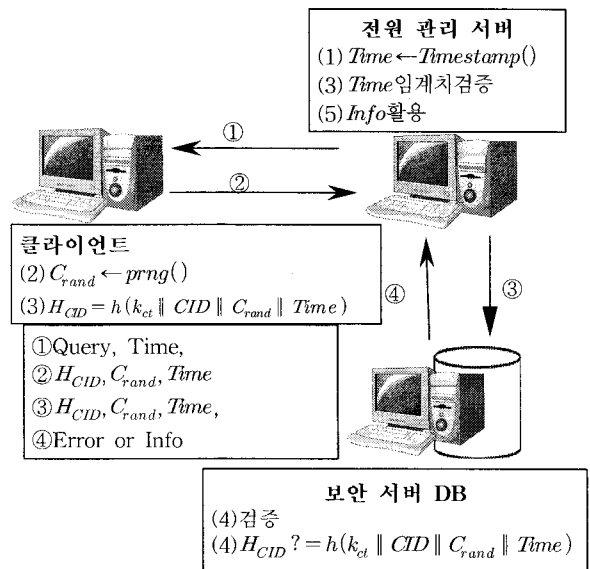 전원 관리 서버
(1) Time←Timestamp()
(3) Time임계치검증
(5) Info활용
①
②
클라이언트
(2) C_rand ← prng()
(3) H_CID = h(k_ct ∥ CID ∥ C_rand ∥ Time)
④
③
①Query, Time,
②H_CID, C_rand, Time
③H_CID, C_rand, Time,
④Error or Info
보안 서버 DB
(4)검증
(4)H_CID ?= h(k_ct ∥ CID ∥ C_rand ∥ Time)